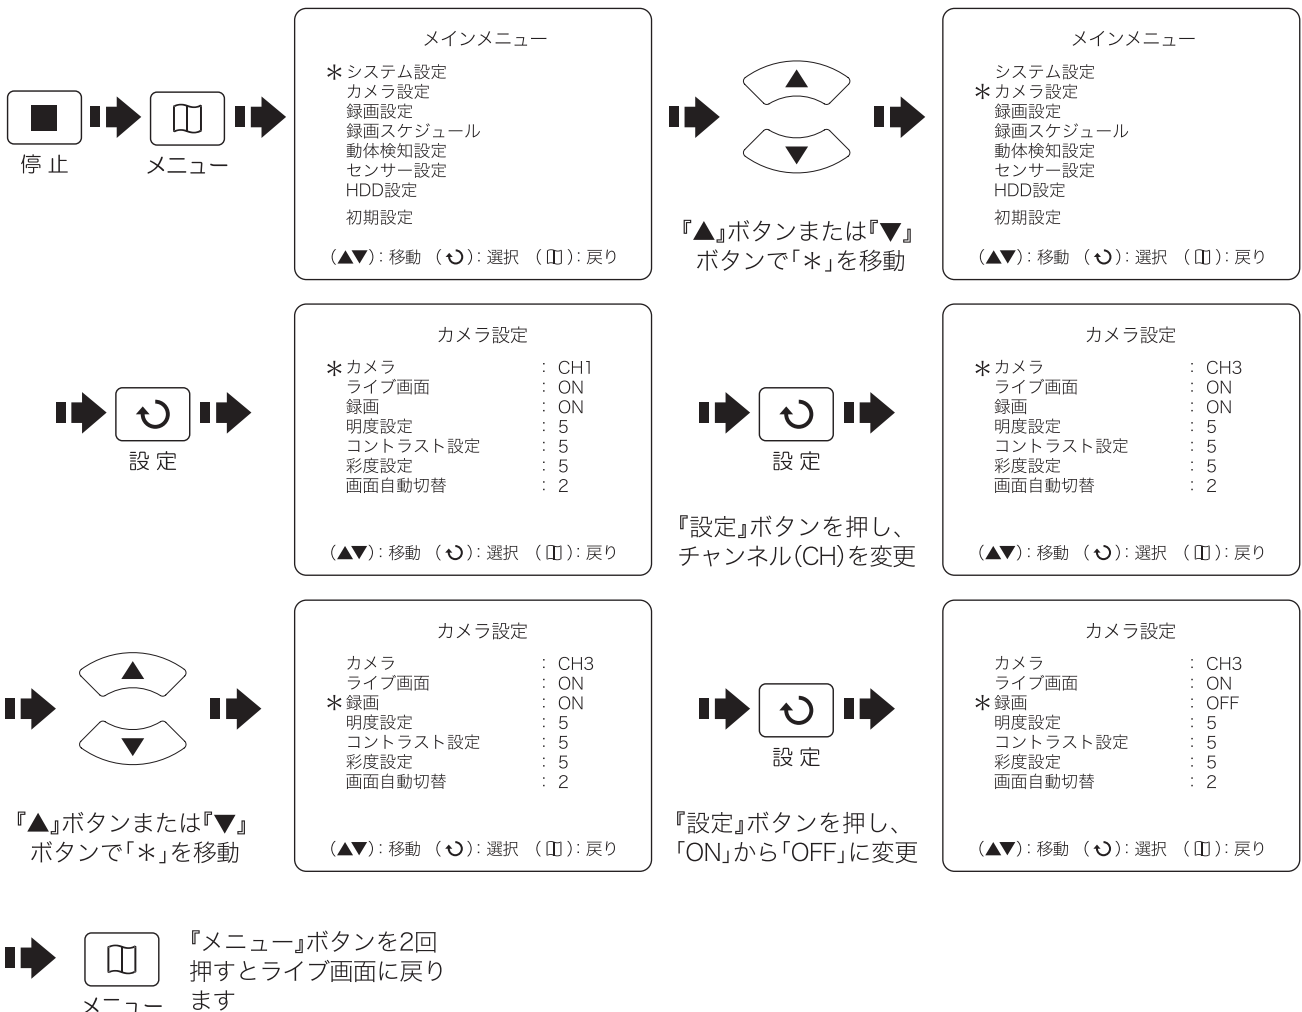 停止
メニュー
メインメニュー
＊システム設定
カメラ設定
録画設定
録画スケジュール
動体検知設定
センサー設定
HDD設定
初期設定
(▲▼)：移動 (↻)：選択 (▯▯)：戻り
『▲』ボタンまたは『▼』
ボタンで「＊」を移動
メインメニュー
システム設定
＊カメラ設定
録画設定
録画スケジュール
動体検知設定
センサー設定
HDD設定
初期設定
(▲▼)：移動 (↻)：選択 (▯▯)：戻り
設定
カメラ設定
＊カメラ : CH1
ライブ画面 : ON
録画 : ON
明度設定 : 5
コントラスト設定 : 5
彩度設定 : 5
画面自動切替 : 2
(▲▼)：移動 (↻)：選択 (▯▯)：戻り
設定
『設定』ボタンを押し、
チャンネル(CH)を変更
カメラ設定
＊カメラ : CH3
ライブ画面 : ON
録画 : ON
明度設定 : 5
コントラスト設定 : 5
彩度設定 : 5
画面自動切替 : 2
(▲▼)：移動 (↻)：選択 (▯▯)：戻り
『▲』ボタンまたは『▼』
ボタンで「＊」を移動
カメラ設定
カメラ : CH3
ライブ画面 : ON
＊録画 : ON
明度設定 : 5
コントラスト設定 : 5
彩度設定 : 5
画面自動切替 : 2
(▲▼)：移動 (↻)：選択 (▯▯)：戻り
設定
『設定』ボタンを押し、
「ON」から「OFF」に変更
カメラ設定
カメラ : CH3
ライブ画面 : ON
＊録画 : OFF
明度設定 : 5
コントラスト設定 : 5
彩度設定 : 5
画面自動切替 : 2
(▲▼)：移動 (↻)：選択 (▯▯)：戻り
メニュー
『メニュー』ボタンを2回
押すとライブ画面に戻り
ます